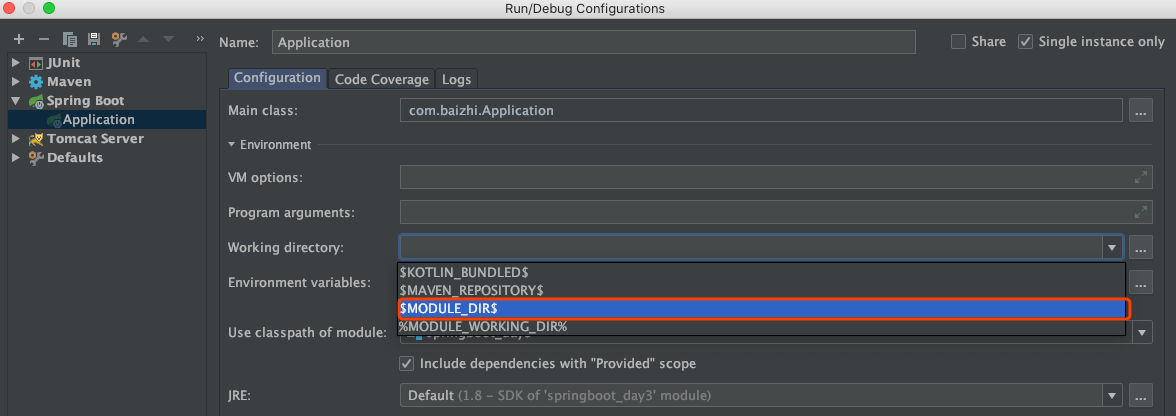 Run/Debug Configurations
Name: Application
Share
Single instance only
JUnit
Maven
Spring Boot
Application
Tomcat Server
Defaults
Configuration
Code Coverage
Logs
Main class: com.baizhi.Application ...
Environment
VM options:
Program arguments:
Working directory: ...
$KOTLIN_BUNDLED$
$MAVEN_REPOSITORY$
$MODULE_DIR$
%MODULE_WORKING_DIR%
Environment variables: ...
Use classpath of module: springboot_day3
Include dependencies with "Provided" scope
JRE: Default (1.8 – SDK of 'springboot_day3' module) ...